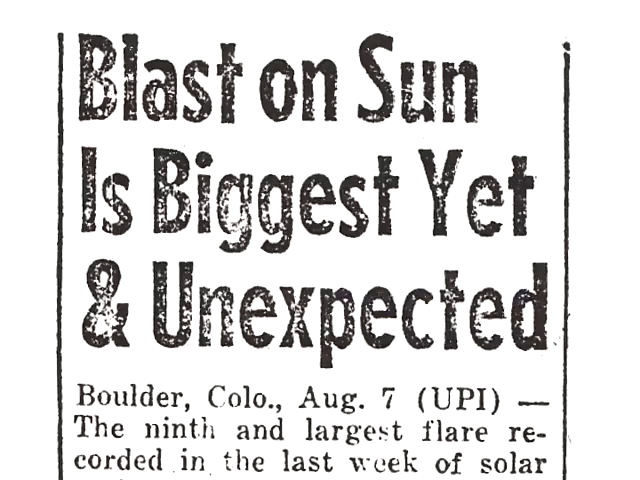 Blast on Sun
Is Biggest Yet
& Unexpected
Boulder, Colo., Aug. 7 (UPI) —
The ninth and largest flare re-
corded in the last week of solar